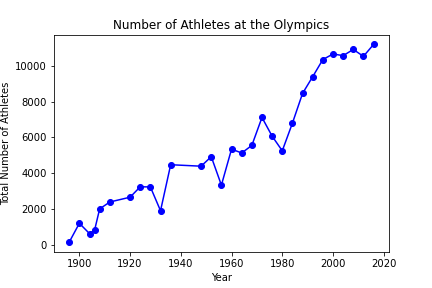 Number of Athletes at the Olympics
Total Number of Athletes
10000
8000
6000
4000
2000
0
1900 1920 1940 1960 1980 2000 2020
Year